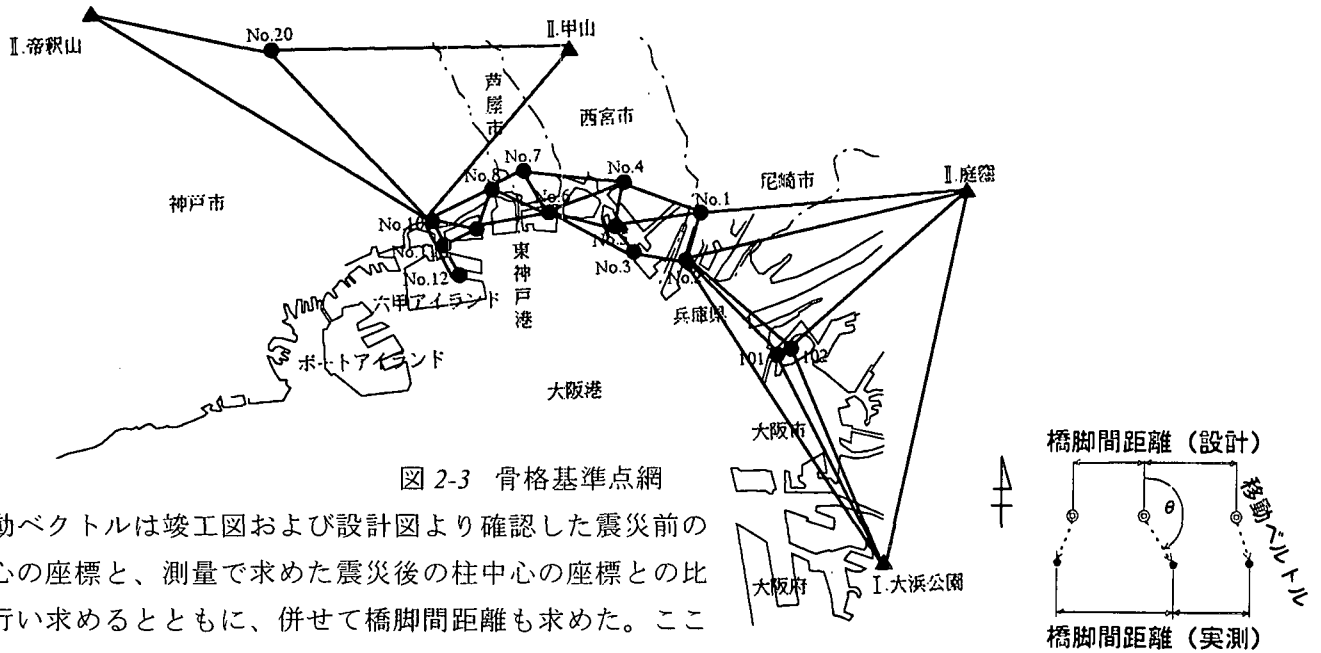 II.帝釈山
No.20
II.甲山
芦屋市
西宮市
No.7
No.4
No.8
尼崎市
II.庭窪
No.6
No.1
神戸市
No.10
No.11
No.3
No.12
東神戸港
六甲アイランド
兵庫県
ポートアイランド
101
102
大阪港
大阪市
図 2-3 骨格基準点網
大阪府
I.大浜公園
橋脚間距離（設計）
θ
移動ベルトル
橋脚間距離（実測）
動ベクトルは竣工図および設計図より確認した震災前の
心の座標と、測量で求めた震災後の柱中心の座標との比
行い求めるとともに、併せて橋脚間距離も求めた。ここ